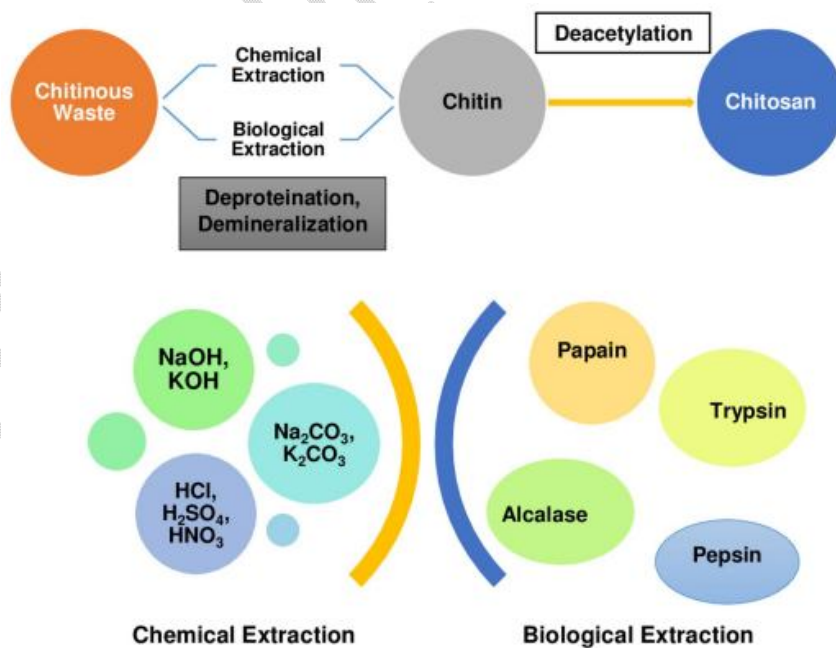 Deacetylation
Chemical
Extraction
Chitinous
Waste
Chitin
Chitosan
Biological
Extraction
Deproteination,
Demineralization
NaOH,
KOH
Na₂CO₃,
K₂CO₃
HCl,
H₂SO₄,
HNO₃
Papain
Trypsin
Alcalase
Pepsin
Chemical Extraction
Biological Extraction